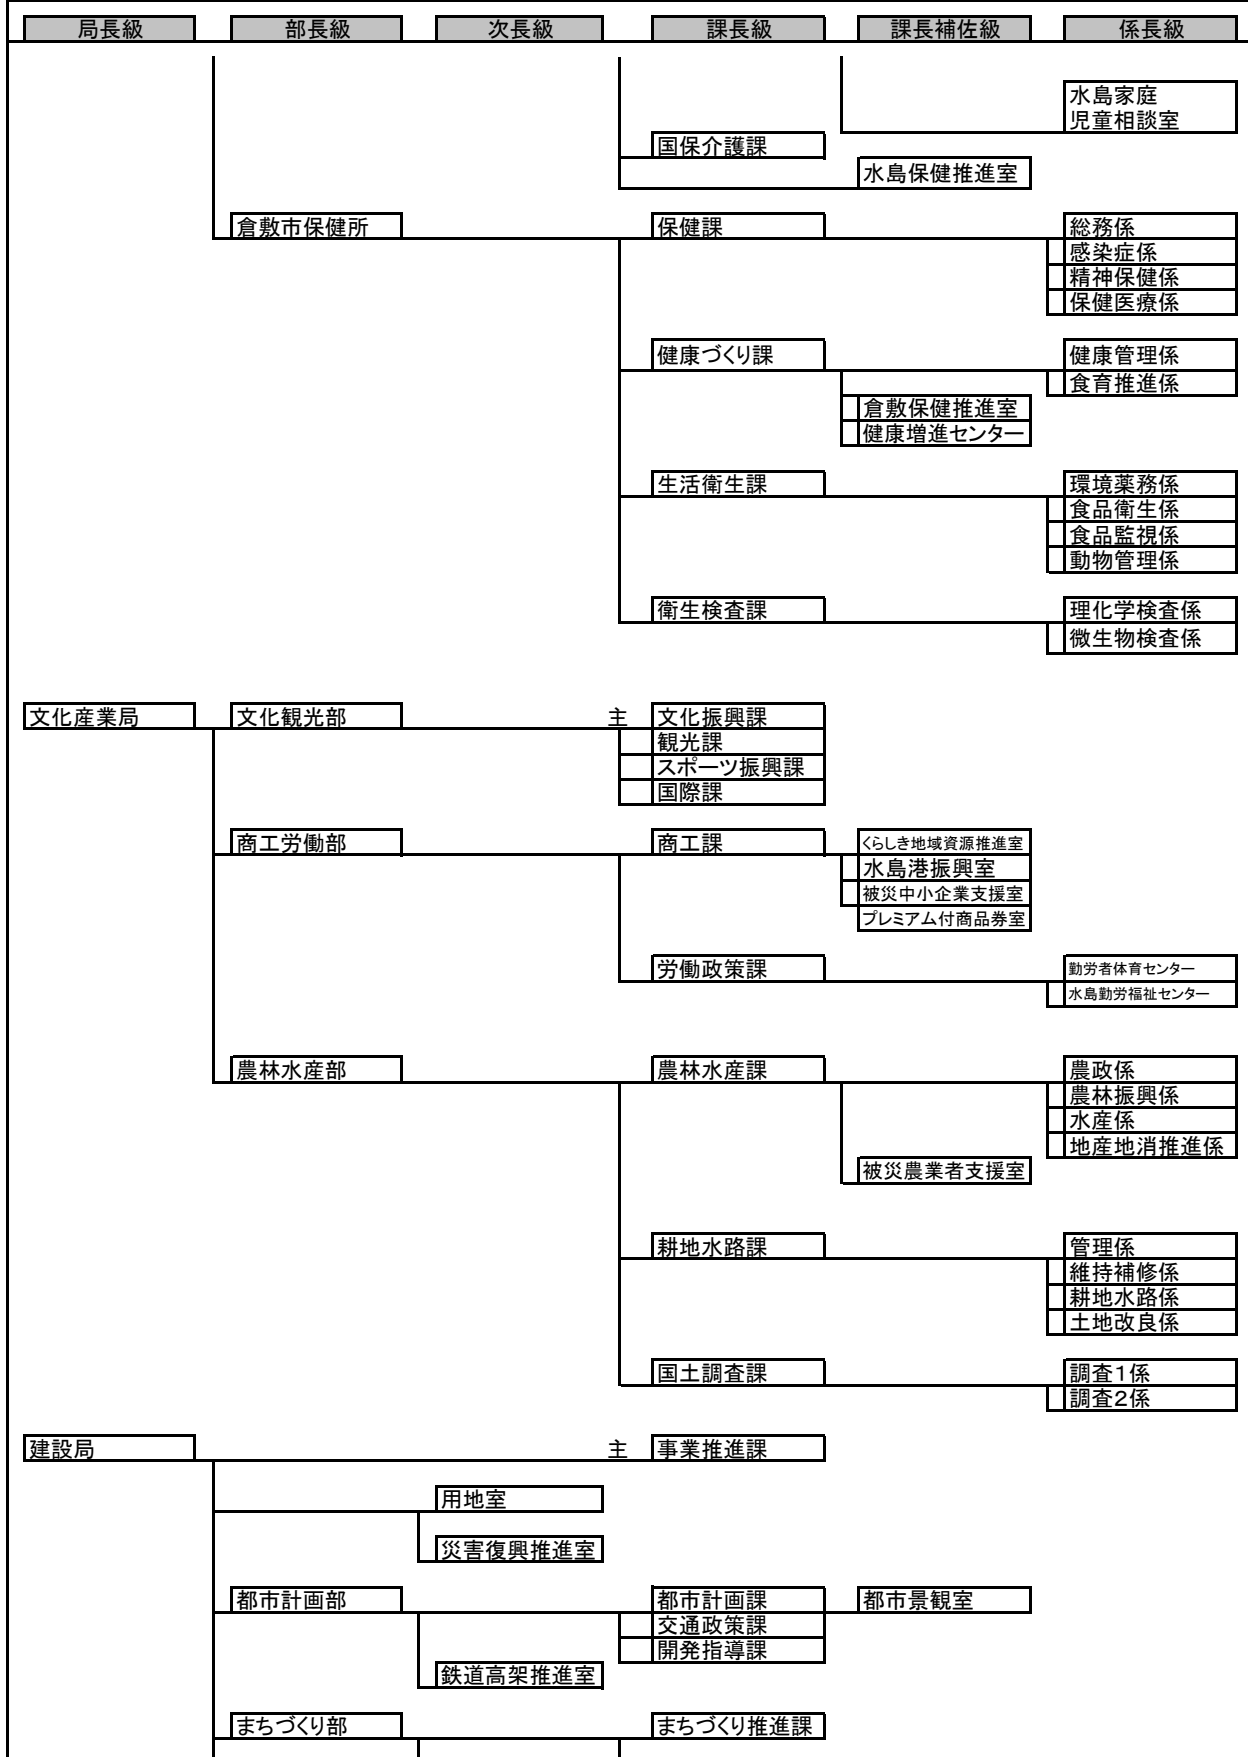 局長級 部長級 次長級 課長級 課長補佐級 係長級
水島家庭
児童相談室
国保介護課
水島保健推進室
倉敷市保健所 保健課 総務係
感染症係
精神保健係
保健医療係
健康づくり課 健康管理係
食育推進係
倉敷保健推進室
健康増進センター
生活衛生課 環境薬務係
食品衛生係
食品監視係
動物管理係
衛生検査課 理化学検査係
微生物検査係
文化産業局 文化観光部 主 文化振興課
観光課
スポーツ振興課
国際課
商工労働部 商工課 くらしき地域資源推進室
水島港振興室
被災中小企業支援室
プレミアム付商品券室
労働政策課 勤労者体育センター
水島勤労福祉センター
農林水産部 農林水産課 農政係
農林振興係
水産係
地産地消推進係
被災農業者支援室
耕地水路課 管理係
維持補修係
耕地水路係
土地改良係
国土調査課 調査1係
調査2係
建設局 主 事業推進課
用地室
災害復興推進室
都市計画部 都市計画課 都市景観室
交通政策課
開発指導課
鉄道高架推進室
まちづくり部 まちづくり推進課